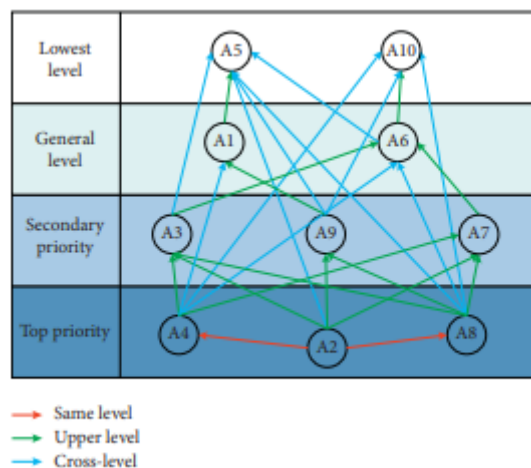 Lowest level
A5
A10
General level
A1
A6
Secondary priority
A3
A9
A7
Top priority
A4
A2
A8
Same level
Upper level
Cross-level